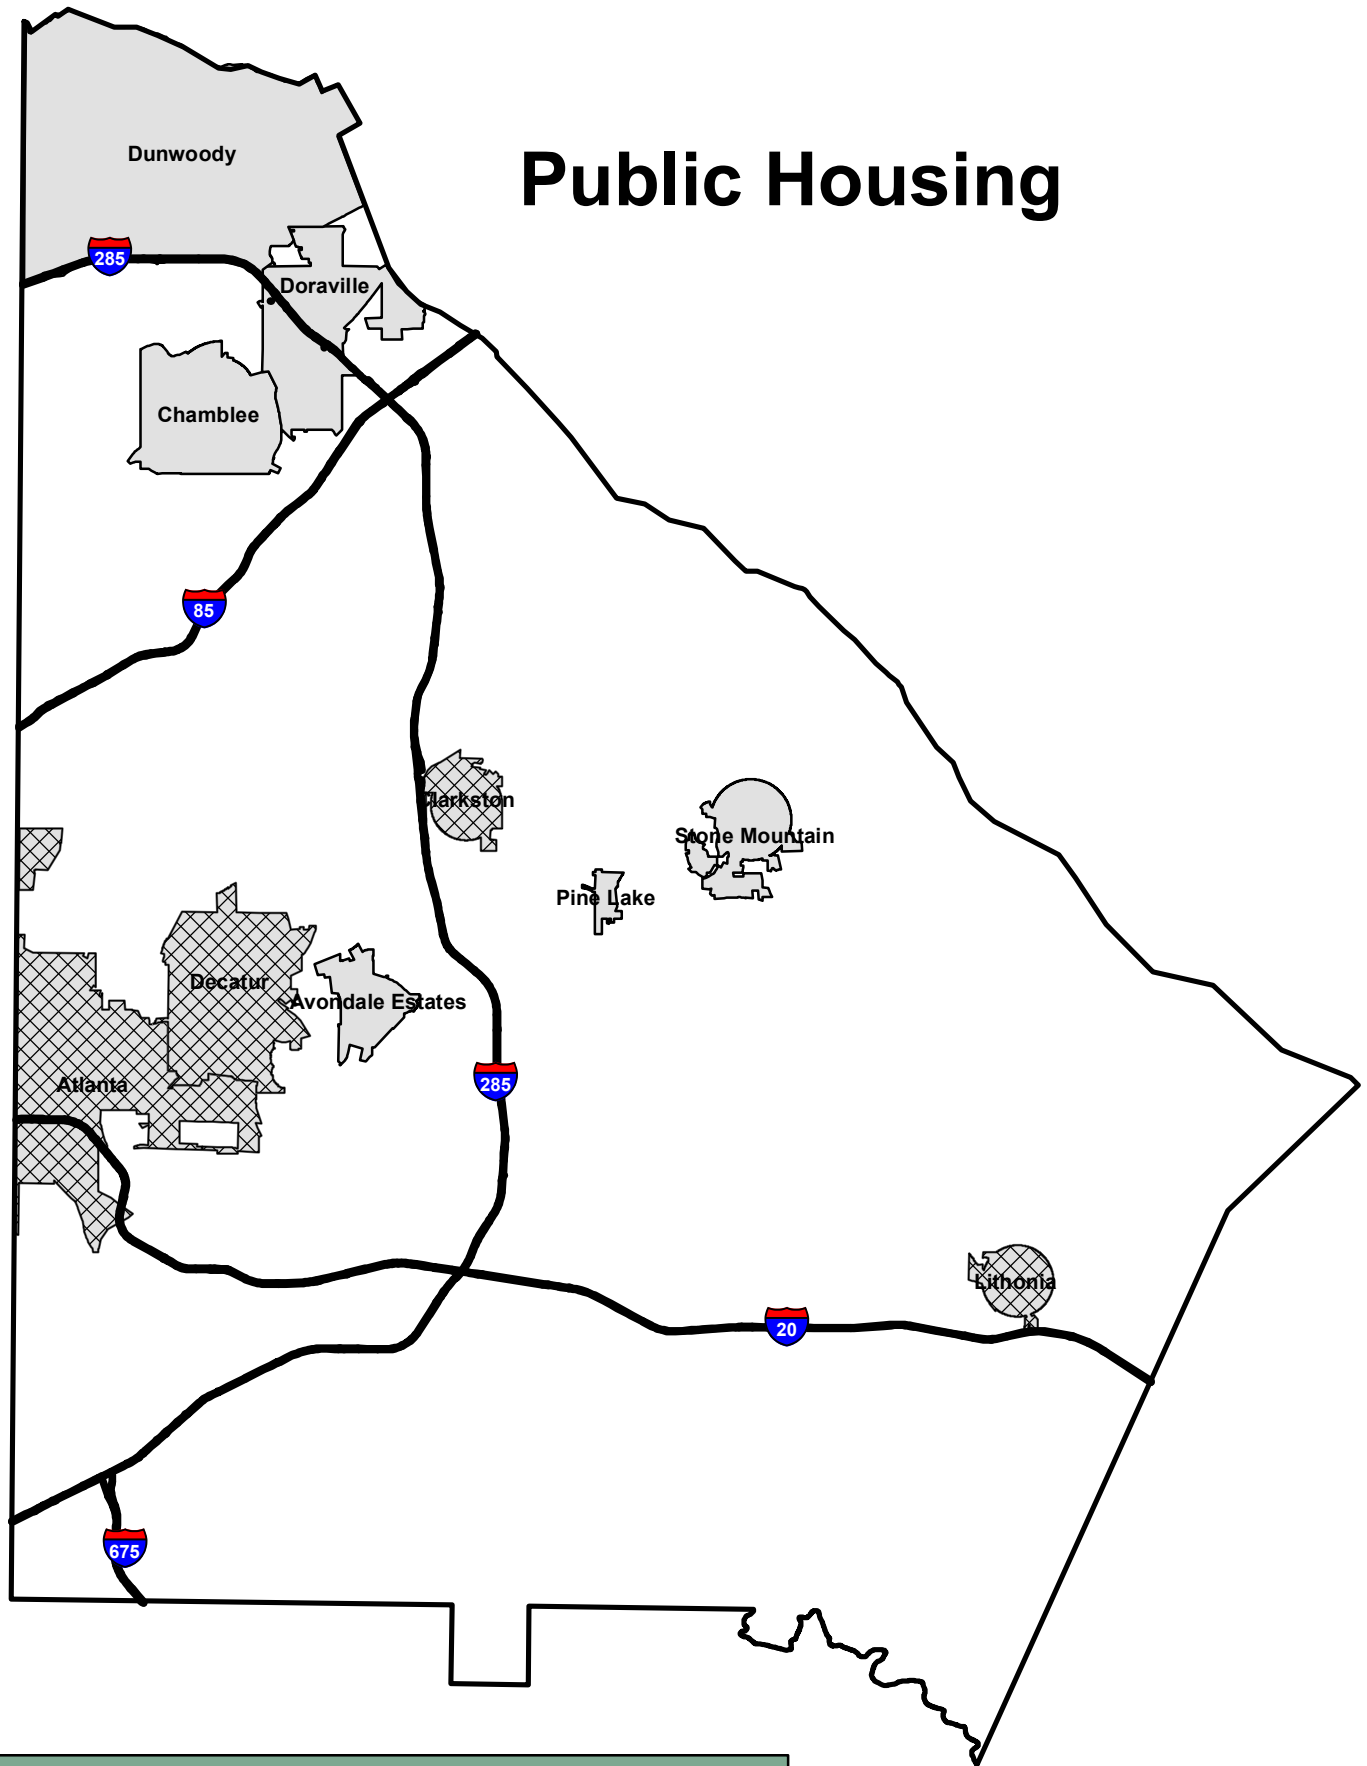 Dunwoody
Public Housing
285
Doraville
Chamblee
85
Clarkston
Stone Mountain
Pine Lake
Decatur
Avondale Estates
Atlanta
285
Lithonia
20
675